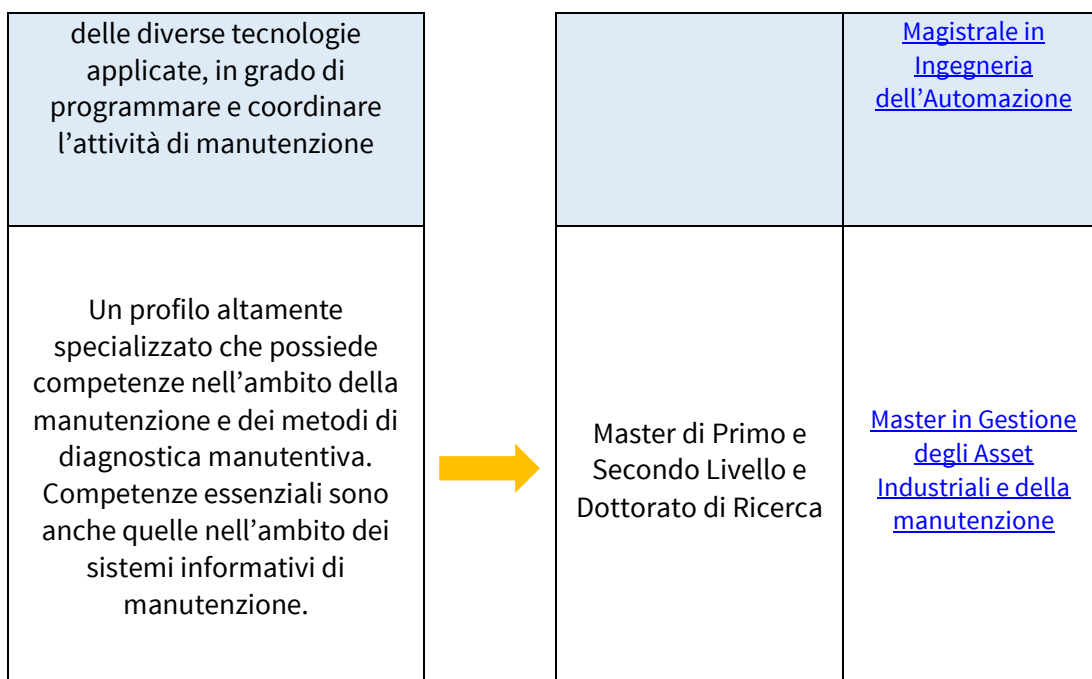 delle diverse tecnologie
applicate, in grado di
programmare e coordinare
l’attività di manutenzione
Magistrale in
Ingegneria
dell’Automazione
Un profilo altamente
specializzato che possiede
competenze nell’ambito della
manutenzione e dei metodi di
diagnostica manutentiva.
Competenze essenziali sono
anche quelle nell’ambito dei
sistemi informativi di
manutenzione.
Master di Primo e
Secondo Livello e
Dottorato di Ricerca
Master in Gestione
degli Asset
Industriali e della
manutenzione